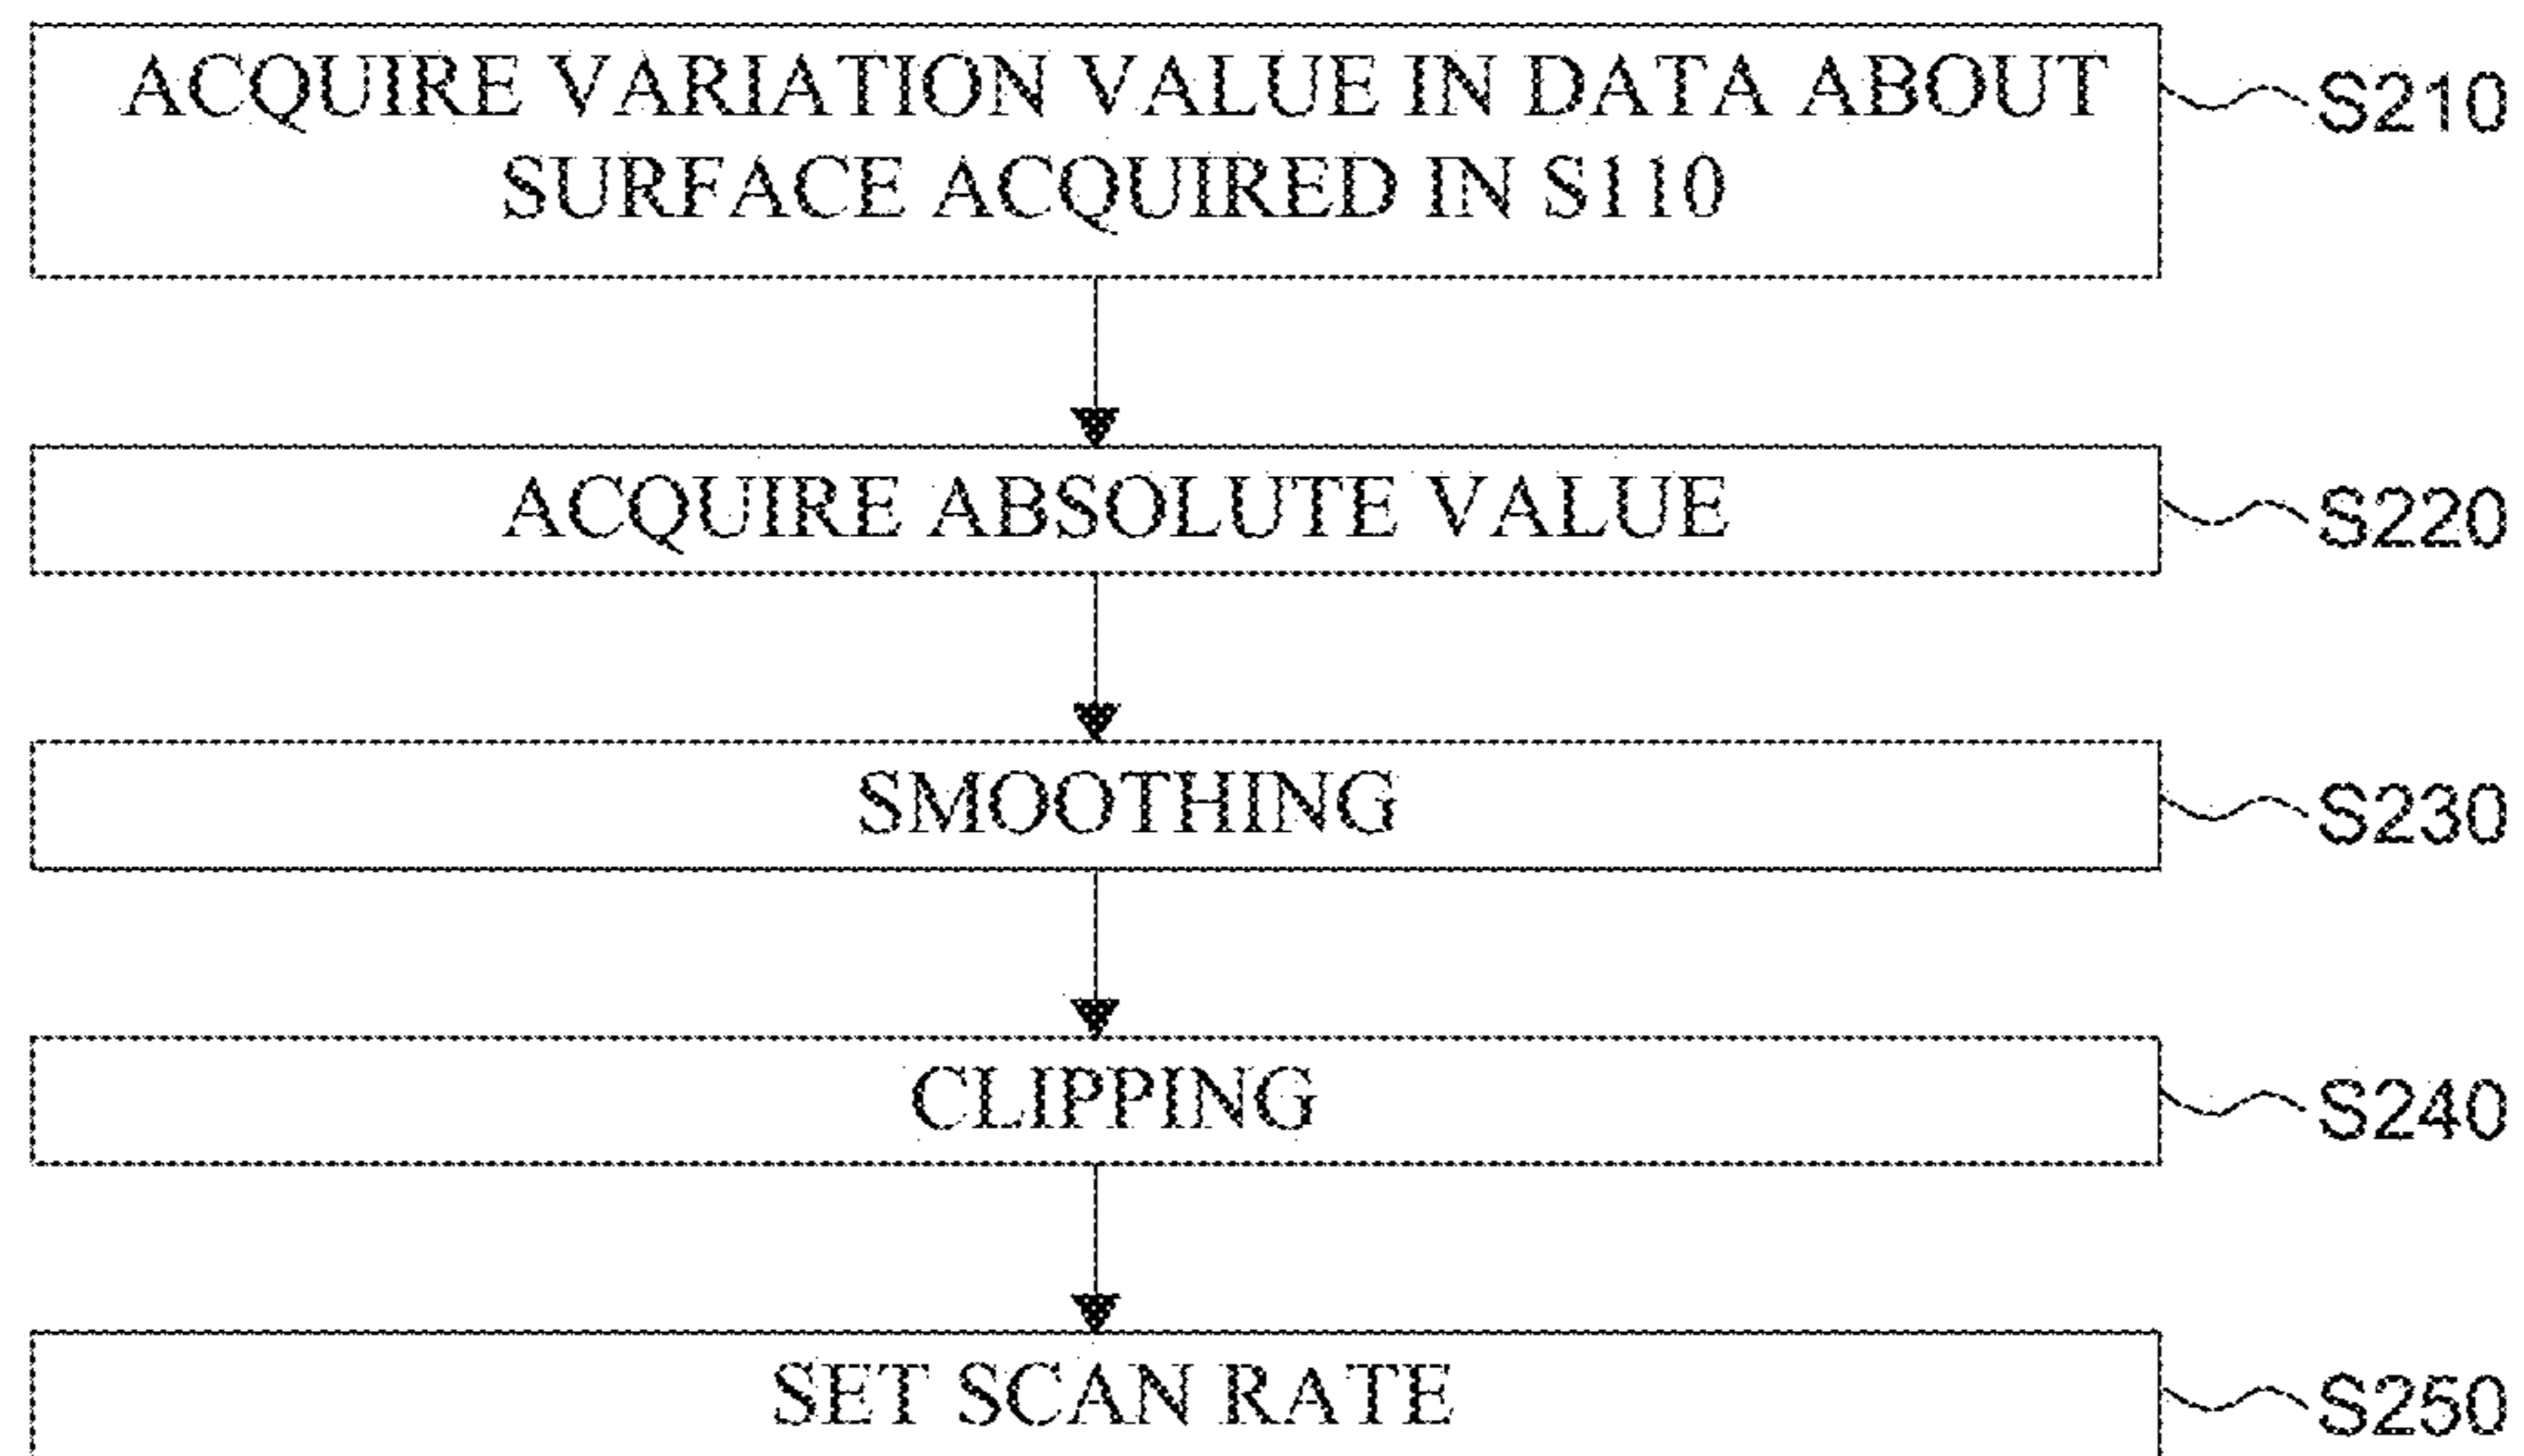 ACQUIRE VARIATION VALUE IN DATA ABOUT
SURFACE ACQUIRED IN S110
S210
ACQUIRE ABSOLUTE VALUE
S220
SMOOTHING
S230
CLIPPING
S240
SET SCAN RATE
S250